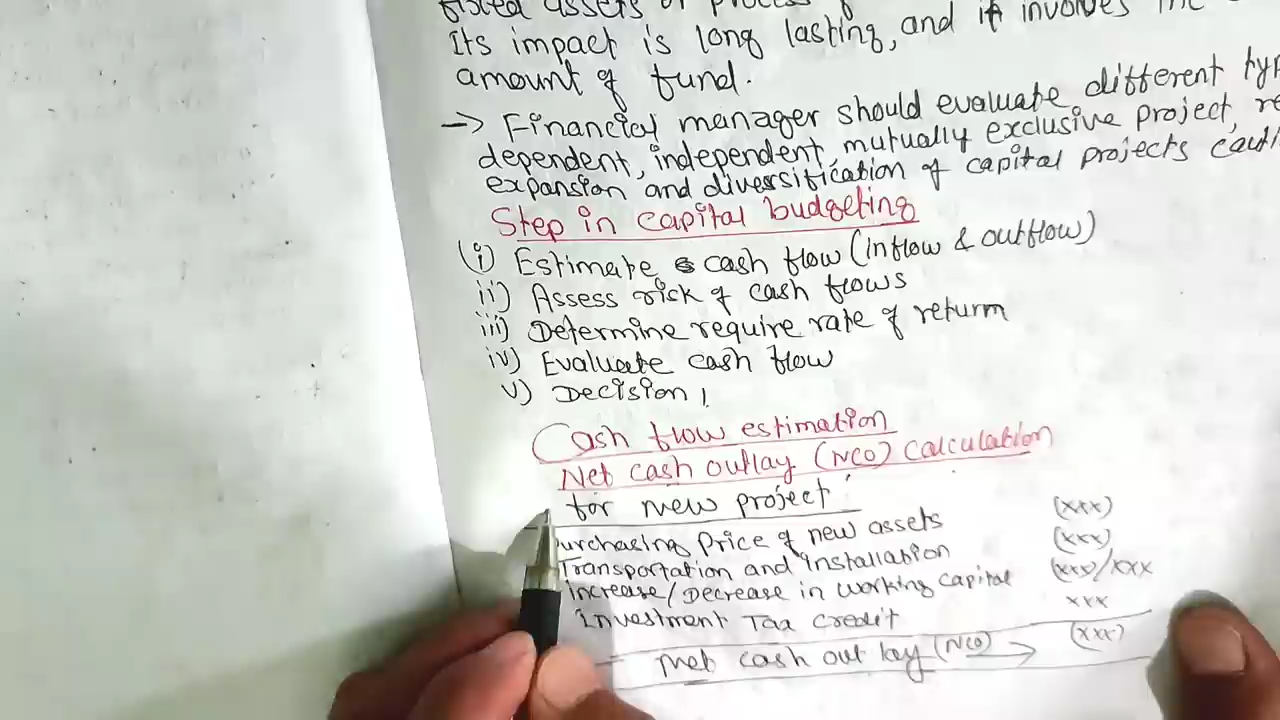 assets or process
Its impact is long lasting, and it involves
amount of fund.
→ Financial manager should evaluate different
dependent, independent, mutually exclusive project,
expansion and diversification of capital projects
Step in capital budgeting
(i) Estimate cash flow (inflow & outflow)
ii) Assess risk of cash flows
iii) Determine require rate of return
iv) Evaluate cash flow
v) Decision
Cash flow estimation
Net cash outlay (NCO) calculation
for new project
urchasing Price of new assets (xxx)
Transportation and installation (xxx)
Increase/Decrease in working capital (xxx)/xxx
Investment Tax credit xxx
Net cash out lay (NCO) → (xxx)